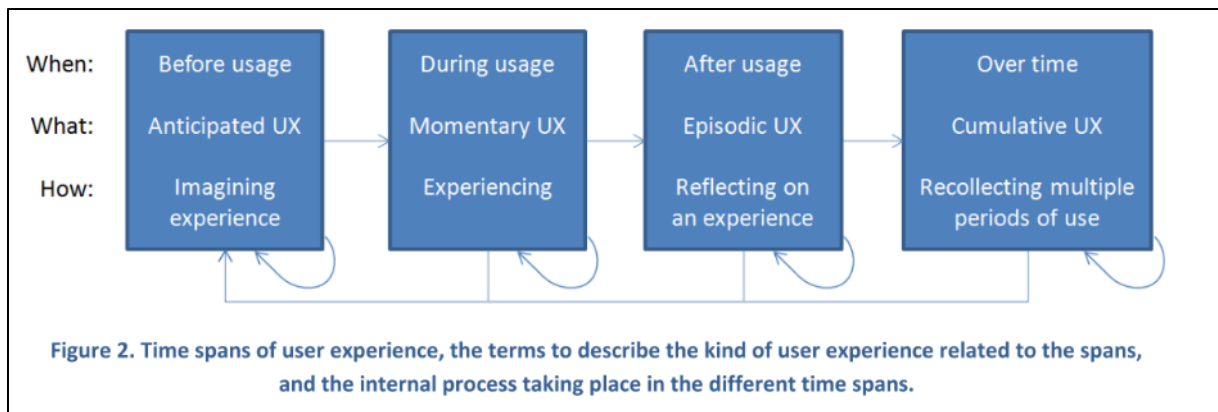 When: Before usage During usage After usage Over time
What: Anticipated UX Momentary UX Episodic UX Cumulative UX
How: Imagining Experiencing Reflecting on Recollecting multiple
experience an experience periods of use
Figure 2. Time spans of user experience, the terms to describe the kind of user experience related to the spans,
and the internal process taking place in the different time spans.